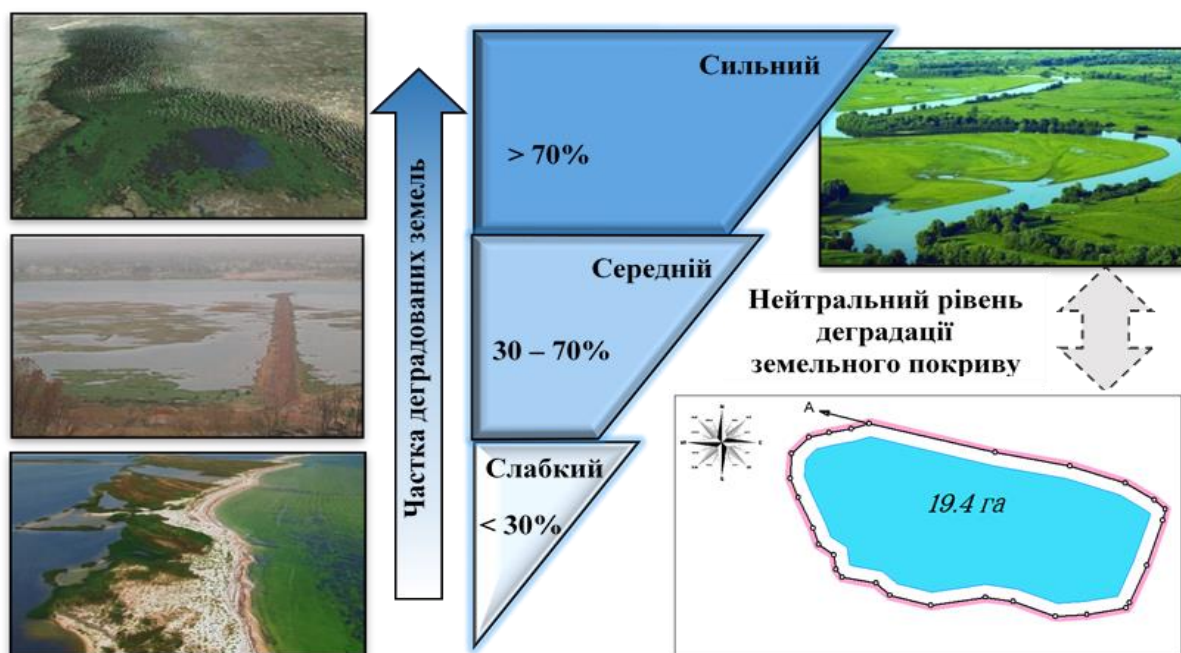 Частка деградованих земель
Сильний
> 70%
Середній
30 – 70%
Слабкий
< 30%
Нейтральний рівень
деградації
земельного покриву
А
19.4 га